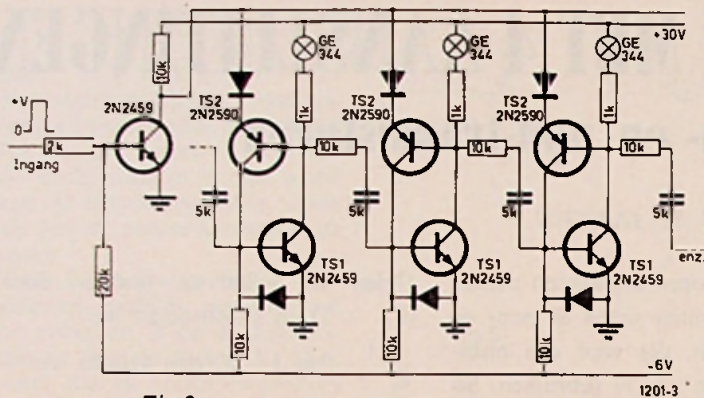 GE
344
GE
344
GE
344
+30V
10k
+V
0
2N2459
TS2
2N2590
1k
TS2
2N2590
1k
TS2
2N2590
1k
2k
Ingang
10k
10k
10k
5k
5k
5k
5k
enz.
20k
TS1
2N2459
TS1
2N2459
TS1
2N2459
10k
10k
10k
-6V
1201-3